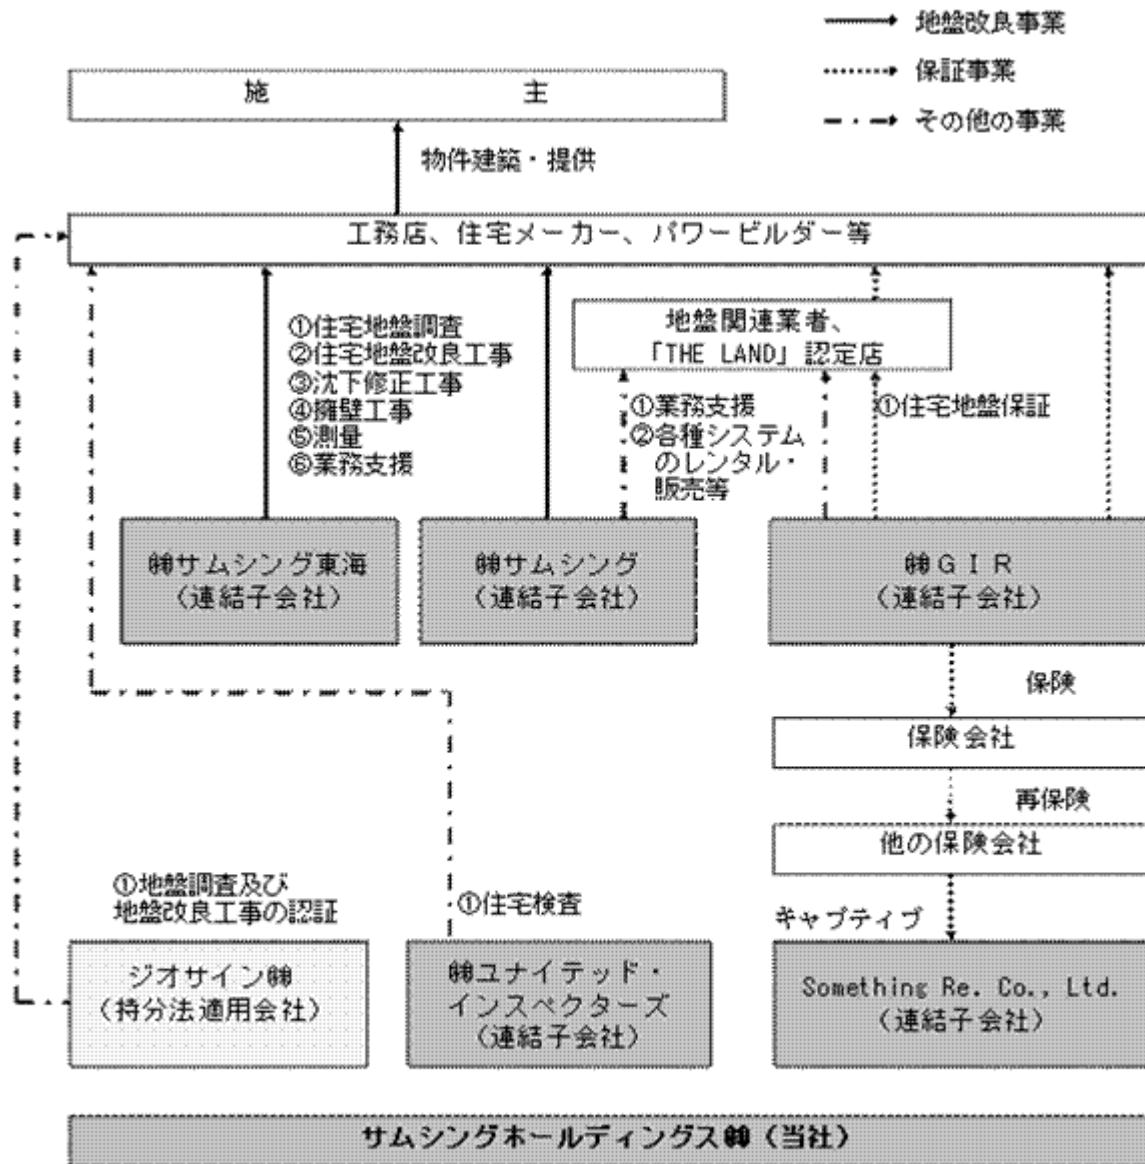 地盤改良事業
保証事業
その他の事業
施 主
物件建築・提供
工務店、住宅メーカー、パワービルダー等
①住宅地盤調査
②住宅地盤改良工事
③沈下修正工事
④擁壁工事
⑤測量
⑥業務支援
地盤関連業者、
「THE LAND」認定店
①業務支援
②各種システム
のレンタル・
販売等
①住宅地盤保証
㈱サムシング東海
（連結子会社）
㈱サムシング
（連結子会社）
㈱ＧＩＲ
（連結子会社）
保険
保険会社
再保険
他の保険会社
キャプティブ
①地盤調査及び
地盤改良工事の認証
①住宅検査
ジオサイン㈱
（持分法適用会社）
㈱ユナイテッド・
インスペクターズ
（連結子会社）
Something Re. Co., Ltd.
（連結子会社）
サムシングホールディングス㈱（当社）